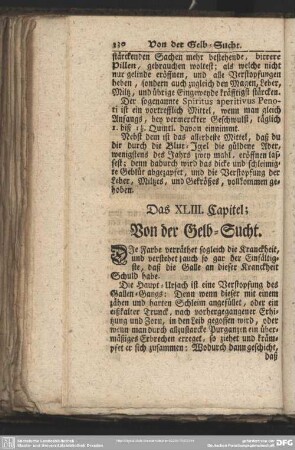 330 Von der Gelb-Sucht.
stärckenden Sachen mehr bestehende, bittere
Pillen, gebrauchen woltest; als welche nicht
nur gelinde eröffnen, und alle Verstopfungen
heben, sondern auch zugleich den Magen, Leber,
Miltz, und übrige Eingeweyde kräfftigst stärcken.
Der sogenannte Spiritus aperitivus Peno-
ti ist ein vortrefflich Mittel, wenn man gleich
Anfangs, bey vermerckter Geschwulst, täglich
1. biß 1½. Quintl. davon einnimmt.
Nebst dem ist das allerbeste Mittel, daß du
dir durch die Blut-Igel die güldene Ader,
wenigstens des Jahrs zwey mahl, eröffnen las-
sest; denn dadurch wird das dick und schleimig-
te Geblüt abgezapfet, und die Verstopfung der
Leber, Miltzes, und Gekröses, vollkommen ge-
hoben.
Das XLIII. Capitel;
Von der Gelb-Sucht.
DIe Farbe verräthet sogleich die Kranckheit,
und verstehet auch so gar der Einfältig-
ste, daß die Galle an dieser Kranckheit
Schuld habe.
Die Haupt-Ursach ist eine Verstopfung des
Gallen-Gangs: Denn wenn dieser mit einem
zähen und harten Schleim angefüllet, oder ein
eißkalter Trunck, nach vorhergegangener Erhi-
tzung und Zorn, in den Leib gegossen wird, oder
wenn man durch allzustarcke Purgantzen ein über-
mäßiges Erbrechen erreget, so ziehet und kräm-
pfet er sich zusammen: Wodurch dann geschicht,
daß